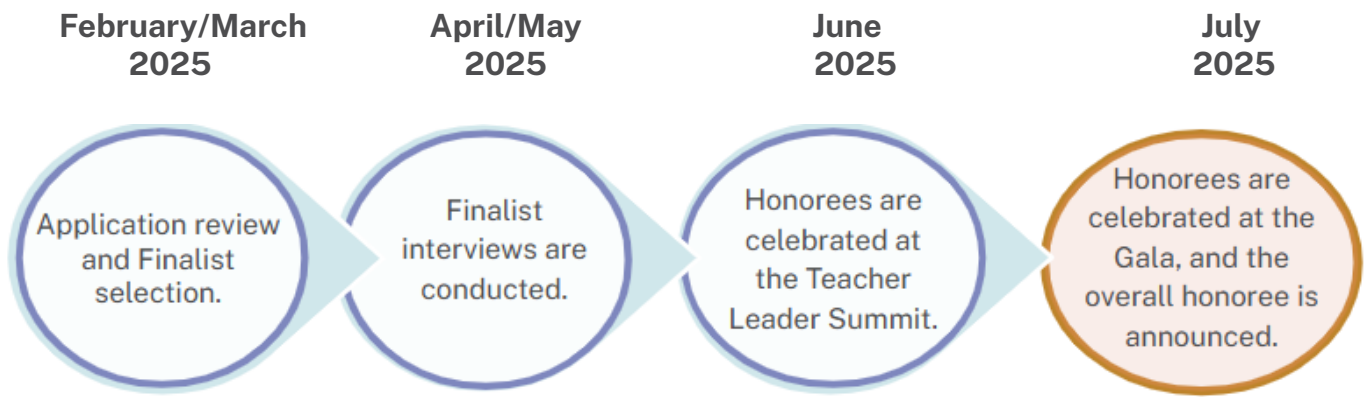 February/March
2025
April/May
2025
June
2025
July
2025
Application review
and Finalist
selection.
Finalist
interviews are
conducted.
Honorees are
celebrated at
the Teacher
Leader Summit.
Honorees are
celebrated at the
Gala, and the
overall honoree is
announced.